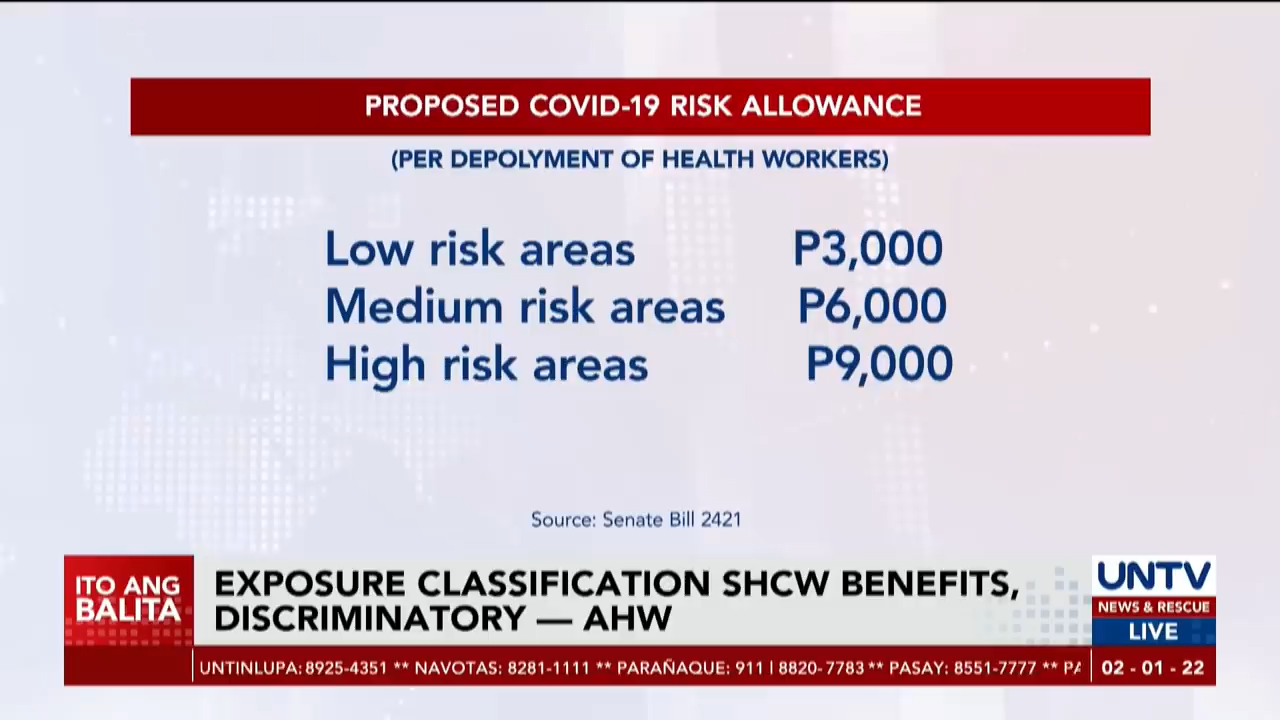 PROPOSED COVID-19 RISK ALLOWANCE
(PER DEPOLYMENT OF HEALTH WORKERS)
Low risk areas P3,000
Medium risk areas P6,000
High risk areas P9,000
Source: Senate Bill 2421
ITO ANG
BALITA
EXPOSURE CLASSIFICATION SHCW BENEFITS,
DISCRIMINATORY — AHW
UNTV
NEWS & RESCUE
LIVE
UNTINLUPA: 8925-4351 ** NAVOTAS: 8281-1111 ** PARAÑAQUE: 911 | 8820-7783 ** PASAY: 8551-7777 ** PA
02 - 01 - 22